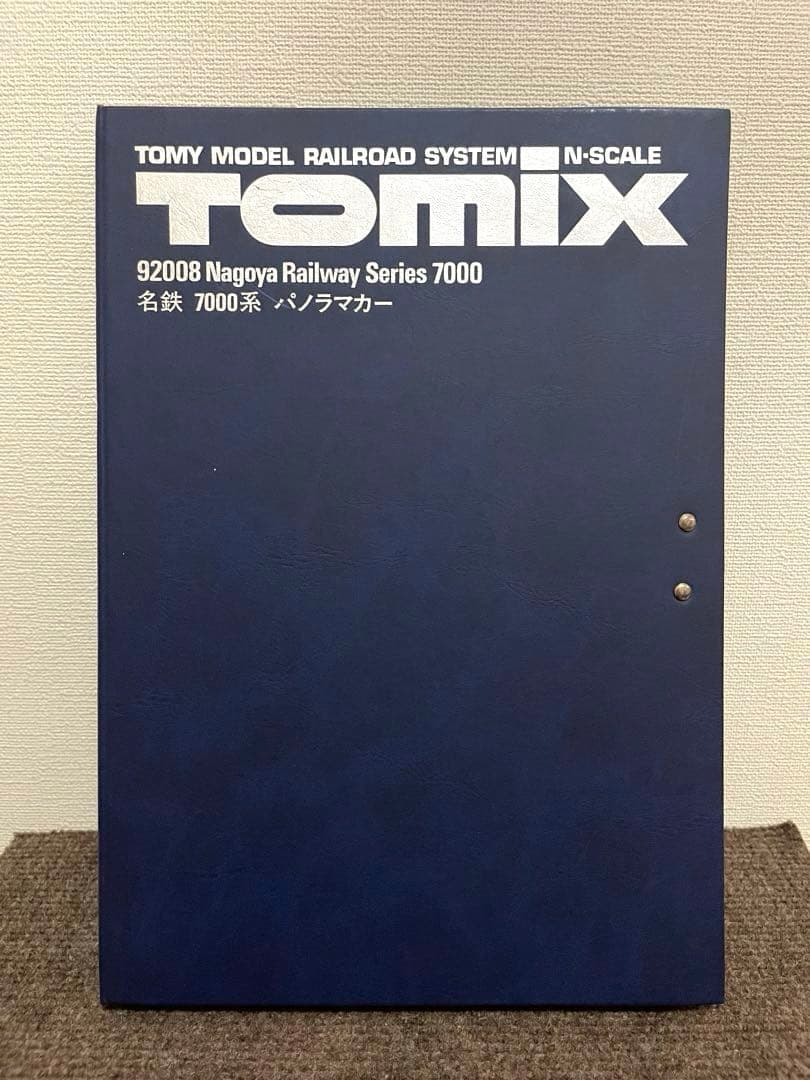 TOMY MODEL RAILROAD SYSTEM N-SCALE
TOMIX
92008 Nagoya Railway Series 7000
名鉄 7000系 パノラマカー